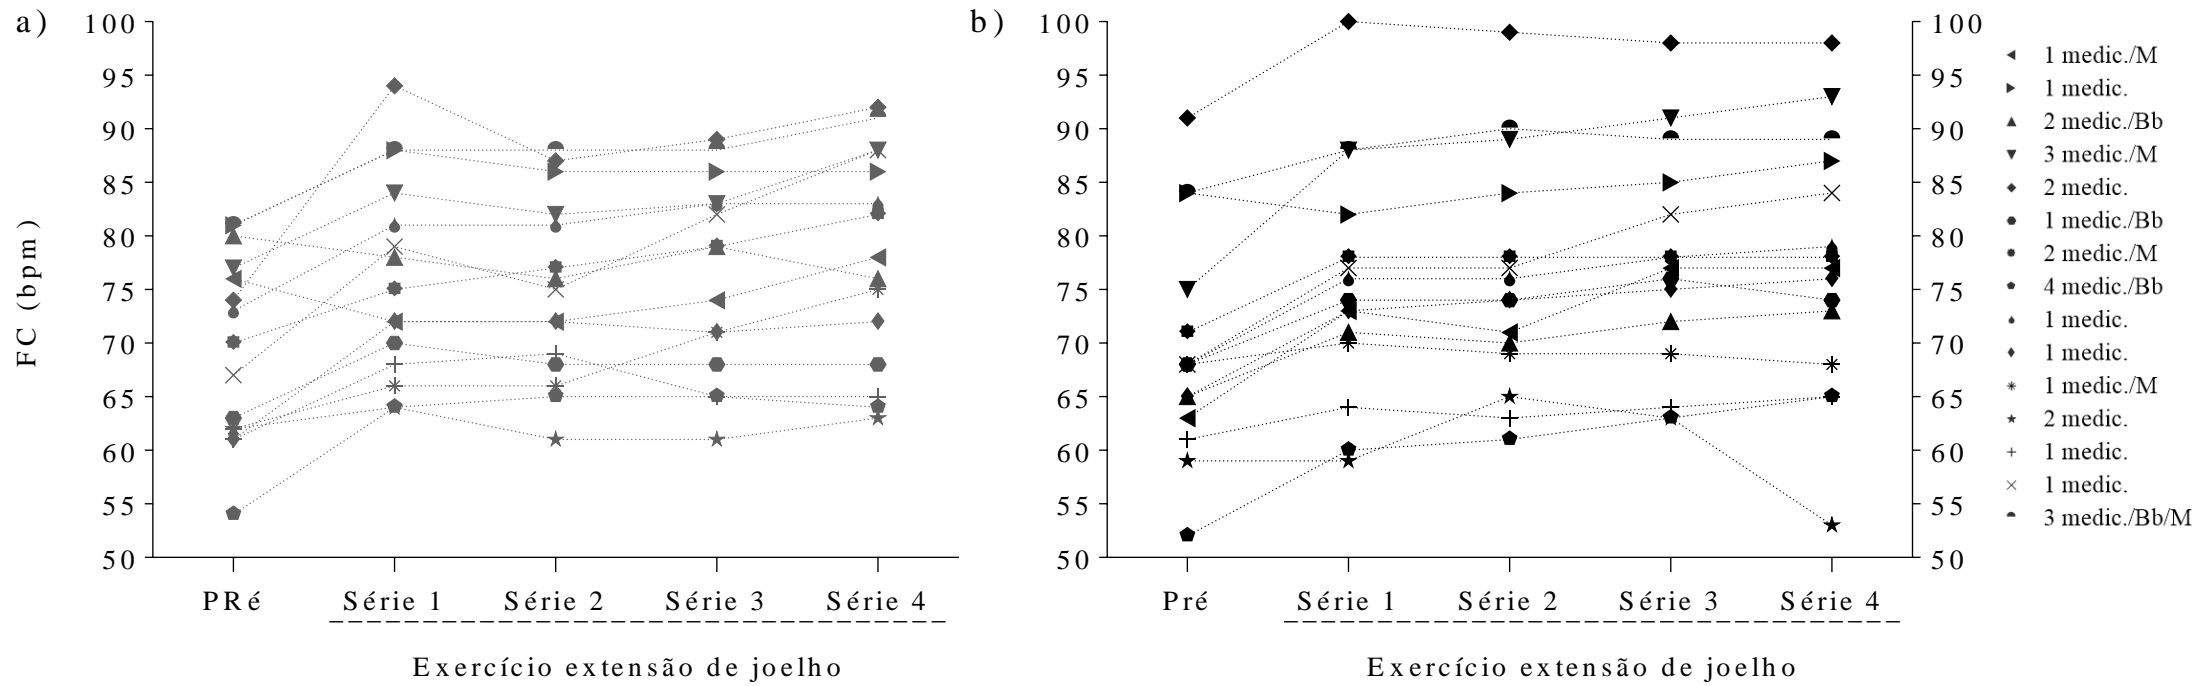 a)
FC (bpm)
100
95
90
85
80
75
70
65
60
55
50
PRé Série 1 Série 2 Série 3 Série 4
Exercício extensão de joelho
b)
100
95
90
85
80
75
70
65
60
55
50
100
95
90
85
80
75
70
65
60
55
50
Pré Série 1 Série 2 Série 3 Série 4
Exercício extensão de joelho
1 medic./M
1 medic.
2 medic./Bb
3 medic./M
2 medic.
1 medic./Bb
2 medic./M
4 medic./Bb
1 medic.
1 medic.
1 medic./M
2 medic.
1 medic.
1 medic.
3 medic./Bb/M